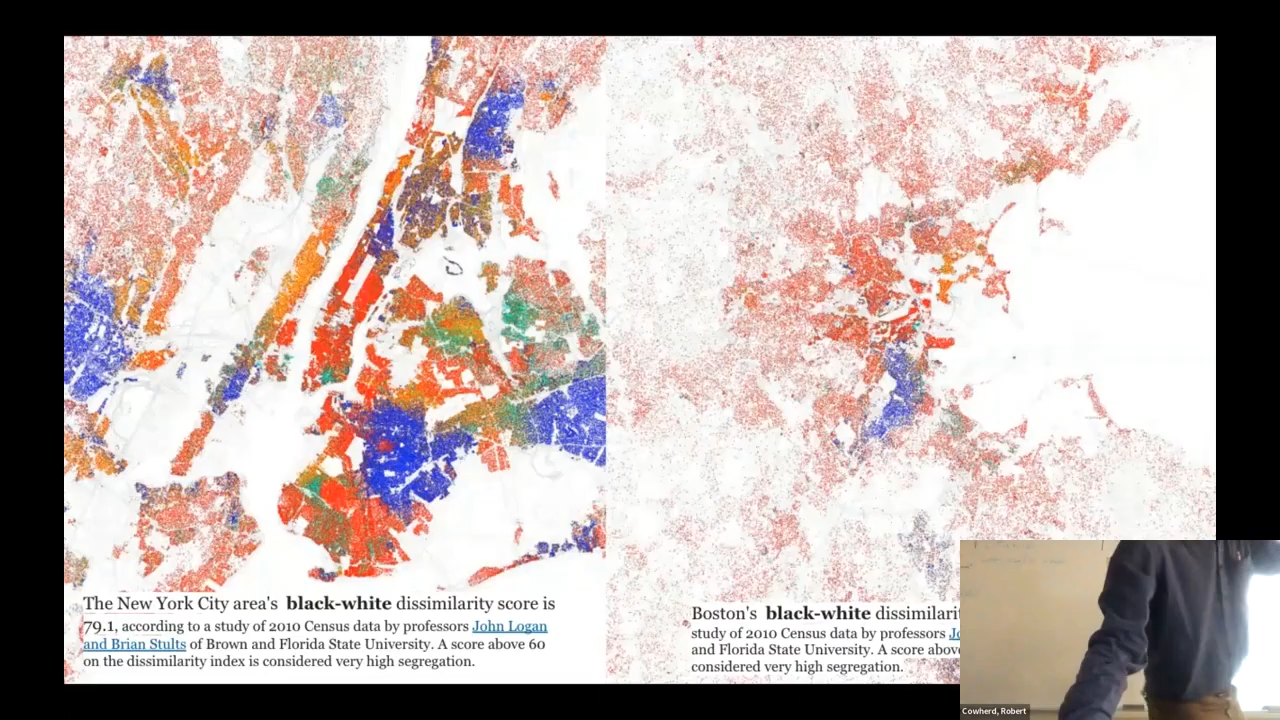 The New York City area's black-white dissimilarity score is
79.1, according to a study of 2010 Census data by professors John Logan
and Brian Stults of Brown and Florida State University. A score above 60
on the dissimilarity index is considered very high segregation.
Boston's black-white
study of 2010 Census data by professors
and Florida State University. A score
considered very high segregation.
Cowherd, Robert